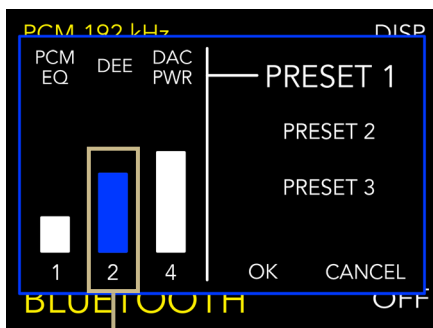 PCM 192 kHz DISP
PCM EQ DEE DAC PWR
PRESET 1
PRESET 2
PRESET 3
1 2 4 OK CANCEL
BLUETOOTH OFF